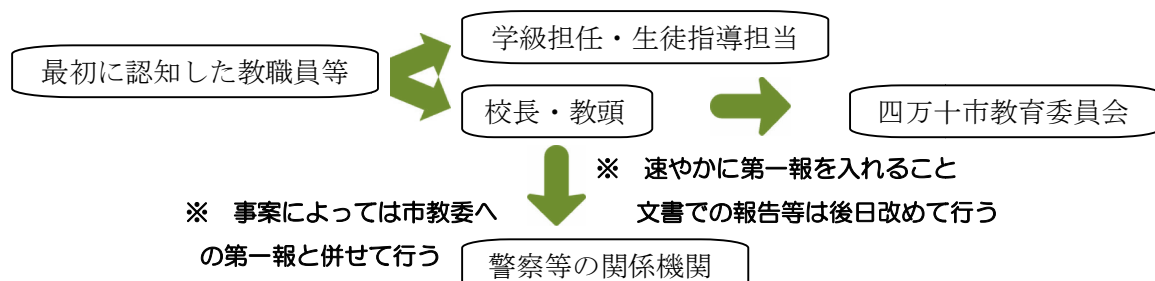 学級担任・生徒指導担当
最初に認知した教職員等
校長・教頭
四万十市教育委員会
※　速やかに第一報を入れること
文書での報告等は後日改めて行う
※　事案によっては市教委へ
の第一報と併せて行う
警察等の関係機関